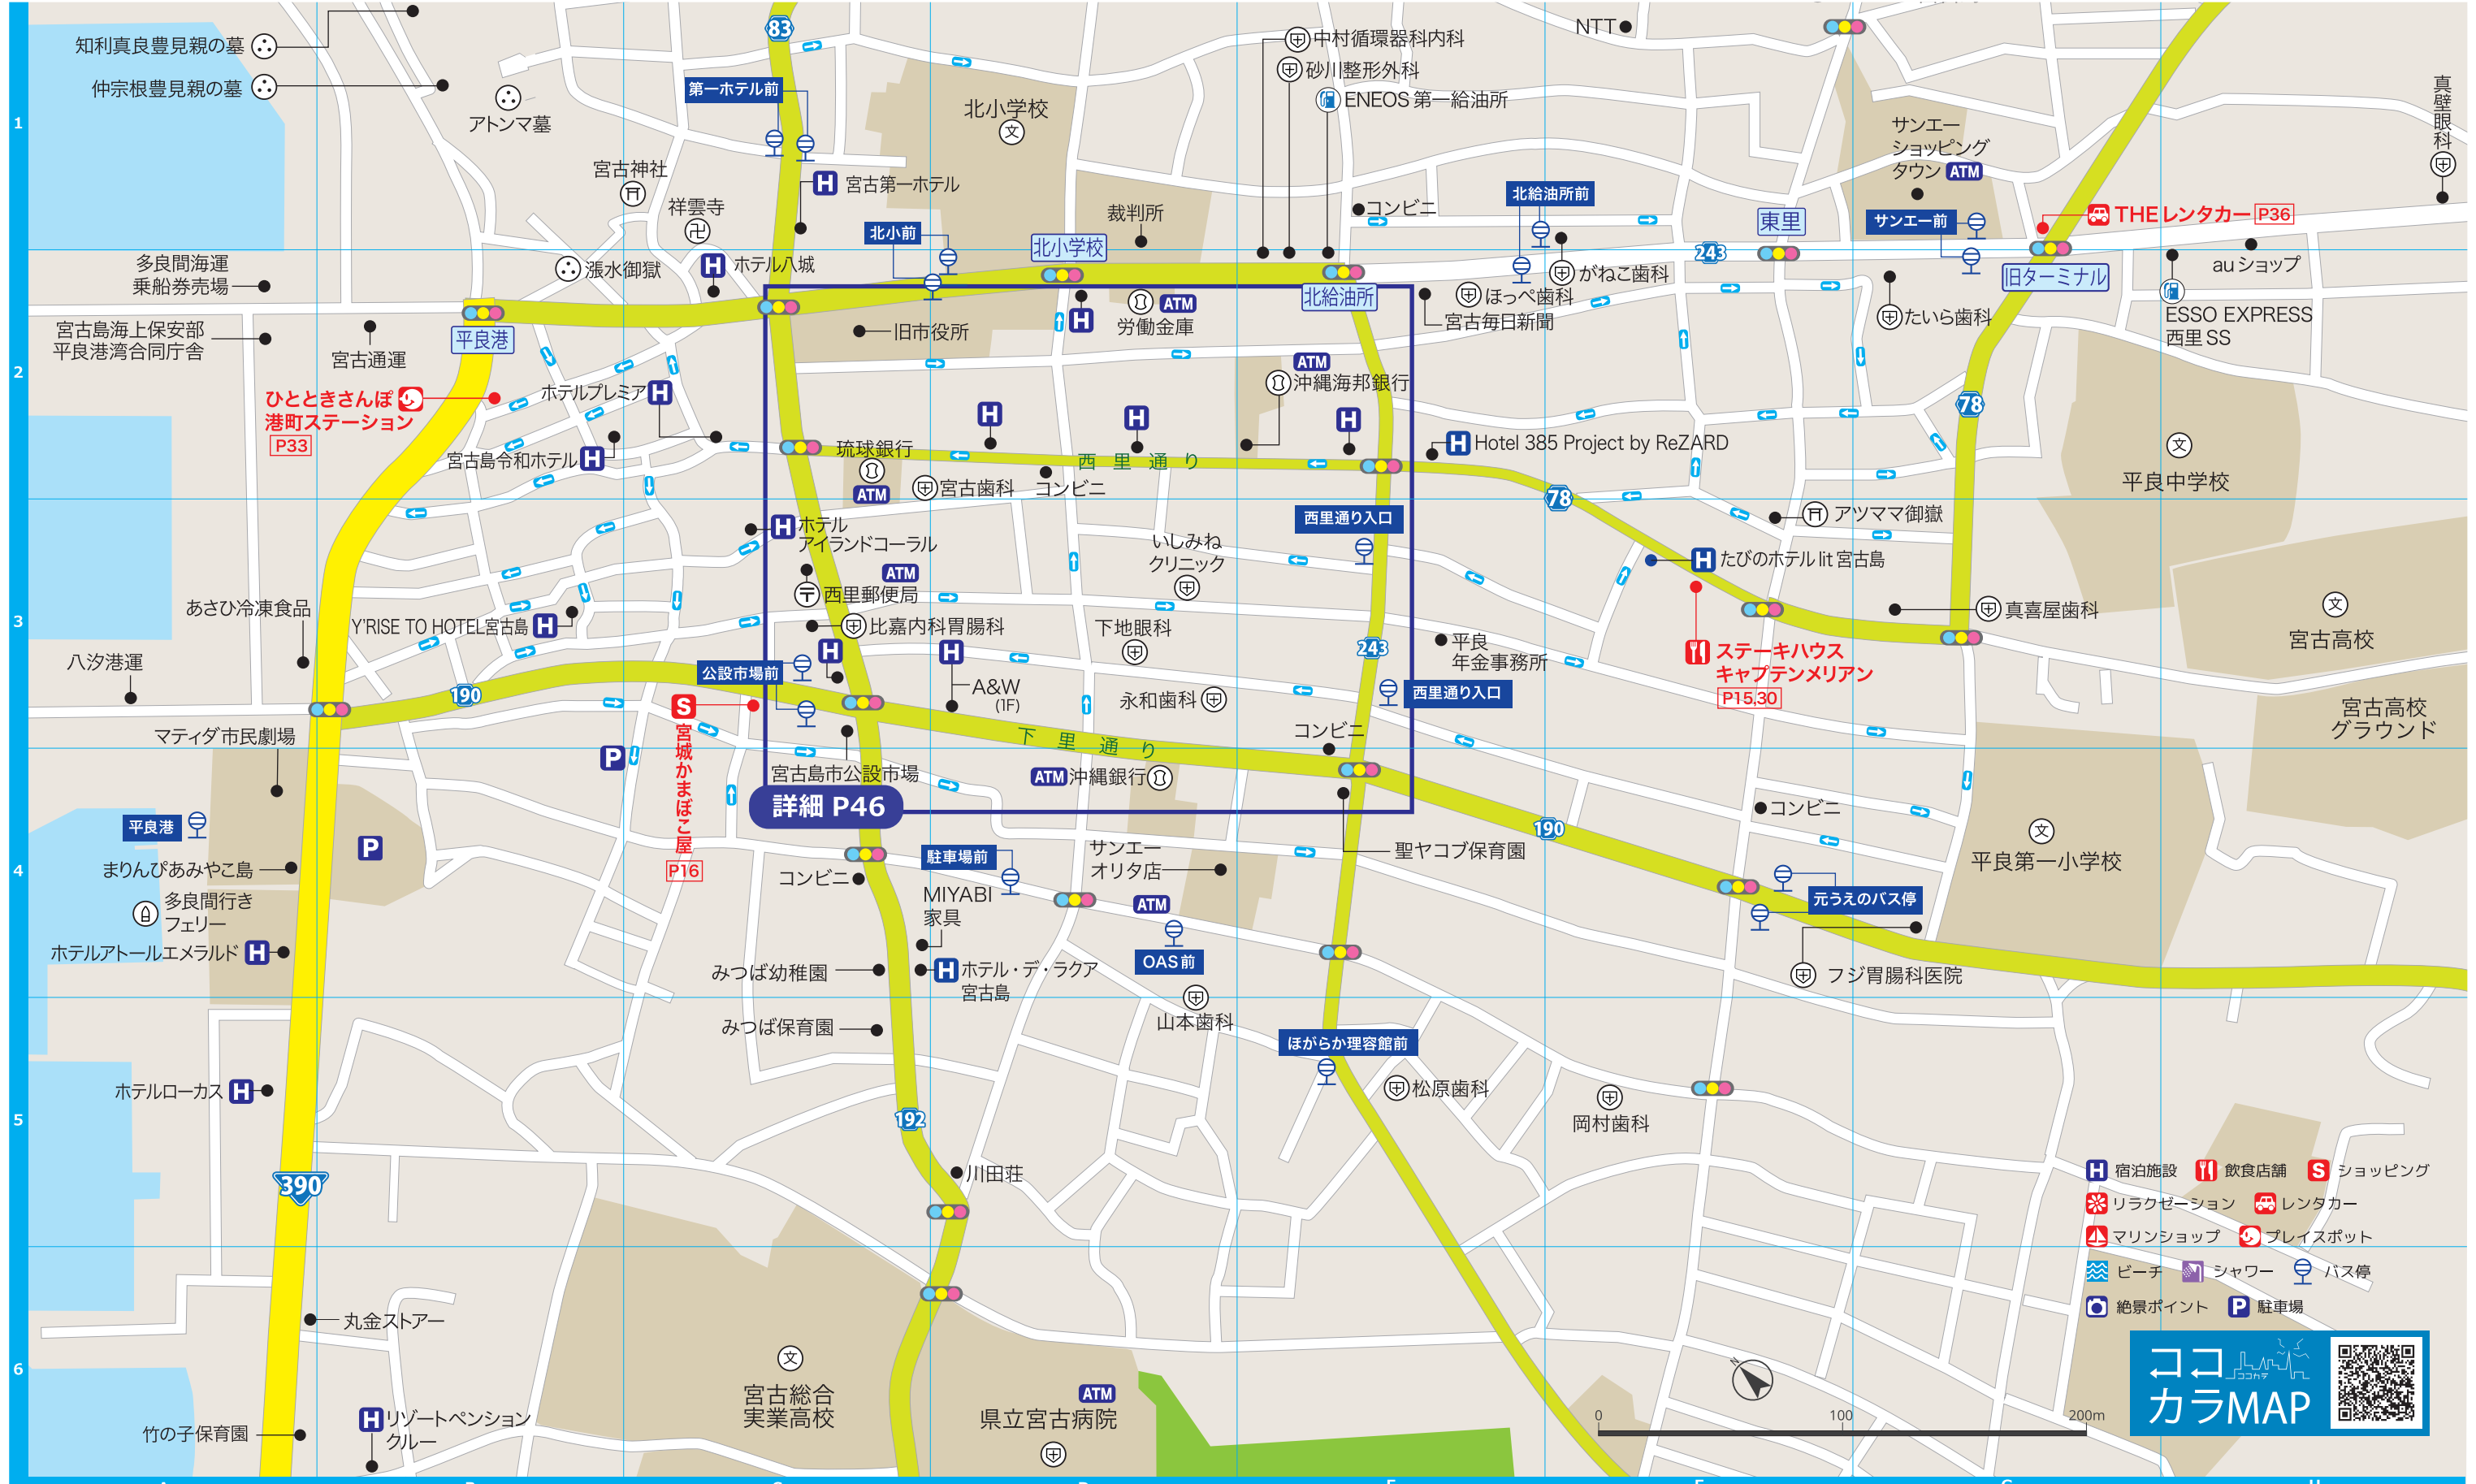 知利真良豊見親の墓
仲宗根豊見親の墓
アトンマ墓
83
第一ホテル前
北小学校
文
中村循環器科内科
砂川整形外科
ENEOS 第一給油所
NTT
サンエー
ショッピング
タウン ATM
真壁眼科
1
宮古神社
祥雲寺
卍
H 宮古第一ホテル
北小前
裁判所
コンビニ
北給油所前
東里
サンエー前
THEレンタカー P36
北小学校
多良間海運
乗船券売場
漲水御獄
H ホテル八城
243
がねこ歯科
旧ターミナル
auショップ
宮古島海上保安部
平良港湾合同庁舎
平良港
宮古通運
旧市役所
H
ATM
労働金庫
北給油所
ほっぺ歯科
宮古毎日新聞
たいら歯科
ESSO EXPRESS
西里 SS
2
ひとときさんぽ
港町ステーション
P33
ホテルプレミア H
ATM
沖縄海邦銀行
78
文
平良中学校
宮古島令和ホテル H
琉球銀行
ATM
H
H
H
西里通り
H Hotel 385 Project by ReZARD
宮古歯科
コンビニ
78
H ホテル
アイランドコーラル
西里通り入口
アツママ御嶽
いしみね
クリニック
H たびのホテル lit 宮古島
ATM
西里郵便局
文
宮古高校
3
あさひ冷凍食品
Y'RISE TO HOTEL宮古島 H
比嘉内科胃腸科
下地眼科
243
平良
年金事務所
真喜屋歯科
ステーキハウス
キャプテンメリアン
P15,30
八汐港運
190
公設市場前
H
H
A&W
(1F)
永和歯科
西里通り入口
宮古高校
グラウンド
S
宮城かまぼこ屋
P16
マティダ市民劇場
P
宮古島市公設市場
下里通り
ATM 沖縄銀行
コンビニ
詳細 P46
コンビニ
190
文
平良第一小学校
平良港
P
4
まりんぴあみやこ島
多良間行き
フェリー
ホテルアトールエメラルド H
コンビニ
駐車場前
サンエー
オリタ店
聖ヤコブ保育園
MIYABI
家具
ATM
OAS前
元うえのバス停
フジ胃腸科医院
みつば幼稚園
H ホテル・デ・ラクア
宮古島
山本歯科
みつば保育園
ほがらか理容館前
ホテルローカス H
松原歯科
岡村歯科
5
192
390
川田荘
H 宿泊施設
飲食店舗
S ショッピング
リラクゼーション
レンタカー
マリンショップ
プレイスポット
ビーチ
シャワー
バス停
絶景ポイント
P 駐車場
丸金ストアー
6
文
宮古総合
実業高校
ATM
県立宮古病院
N
0
100
200m
ココ
ココカデ
カラMAP
竹の子保育園
H リゾートペンション
クルー